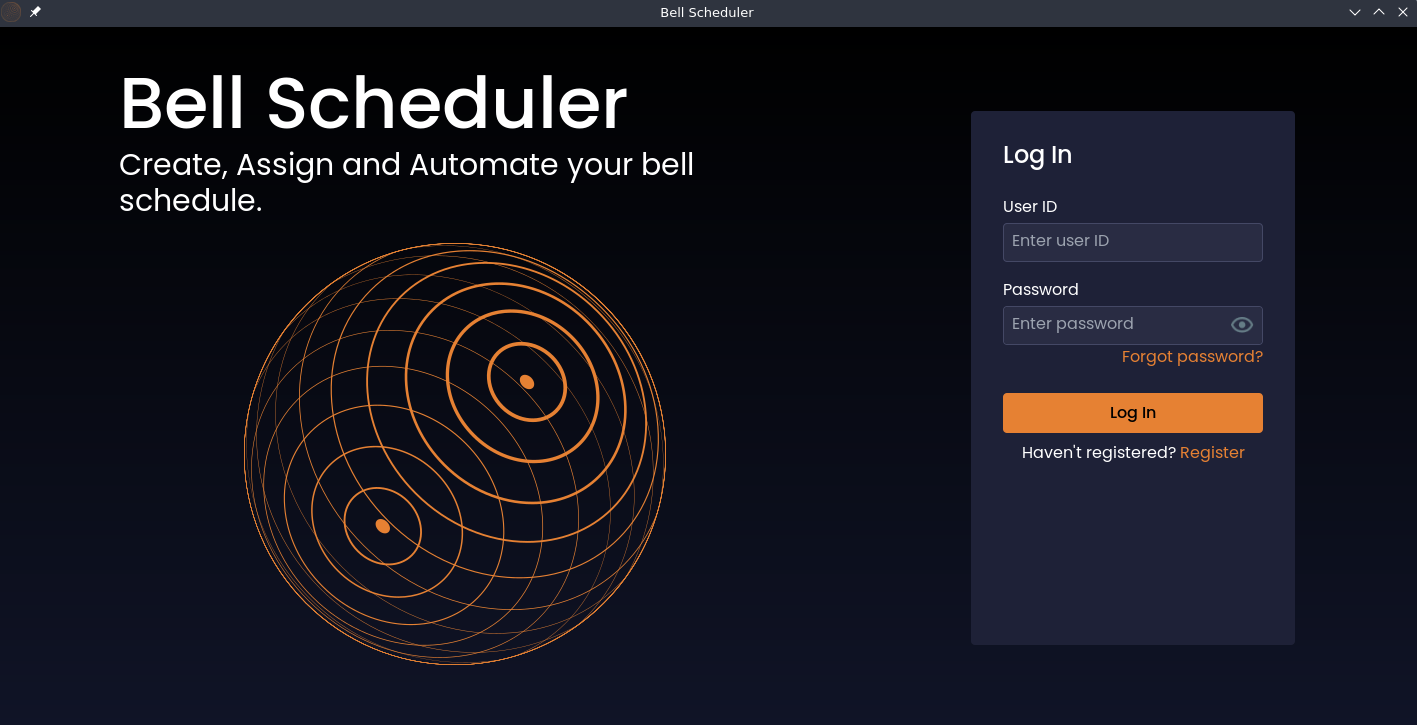 Bell Scheduler
Bell Scheduler
Create, Assign and Automate your bell
schedule.
Log In
User ID
Enter user ID
Password
Enter password
Forgot password?
Log In
Haven't registered? Register